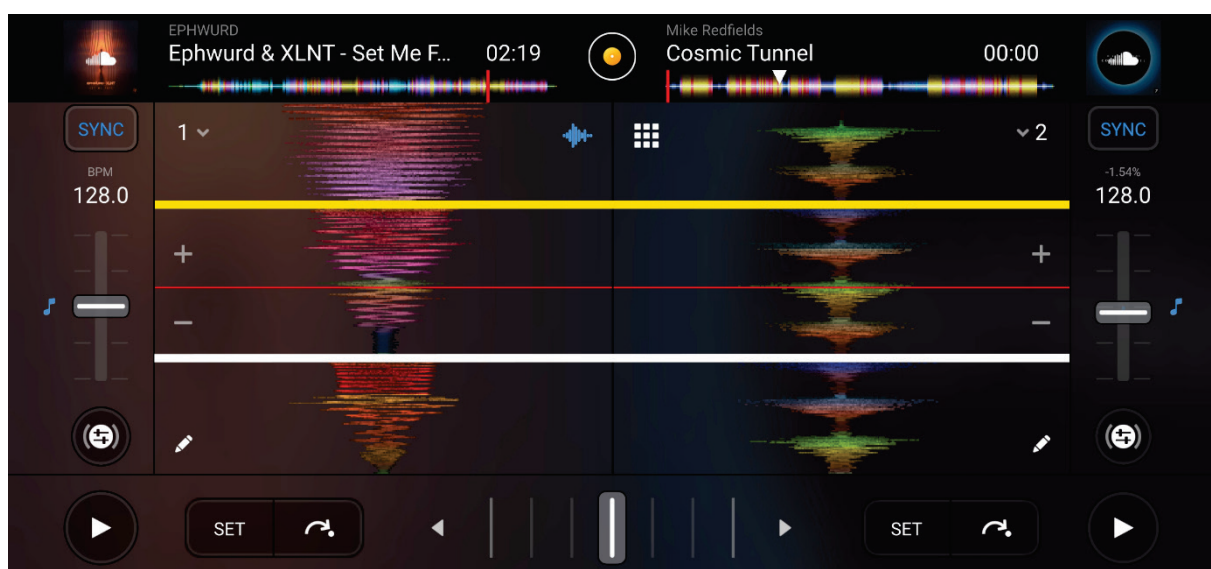 EPHWURD
Ephwurd & XLNT - Set Me F... 02:19
Mike Redfields
Cosmic Tunnel 00:00
SYNC
BPM
128.0
1
2
SYNC
-1.54%
128.0
SET
SET